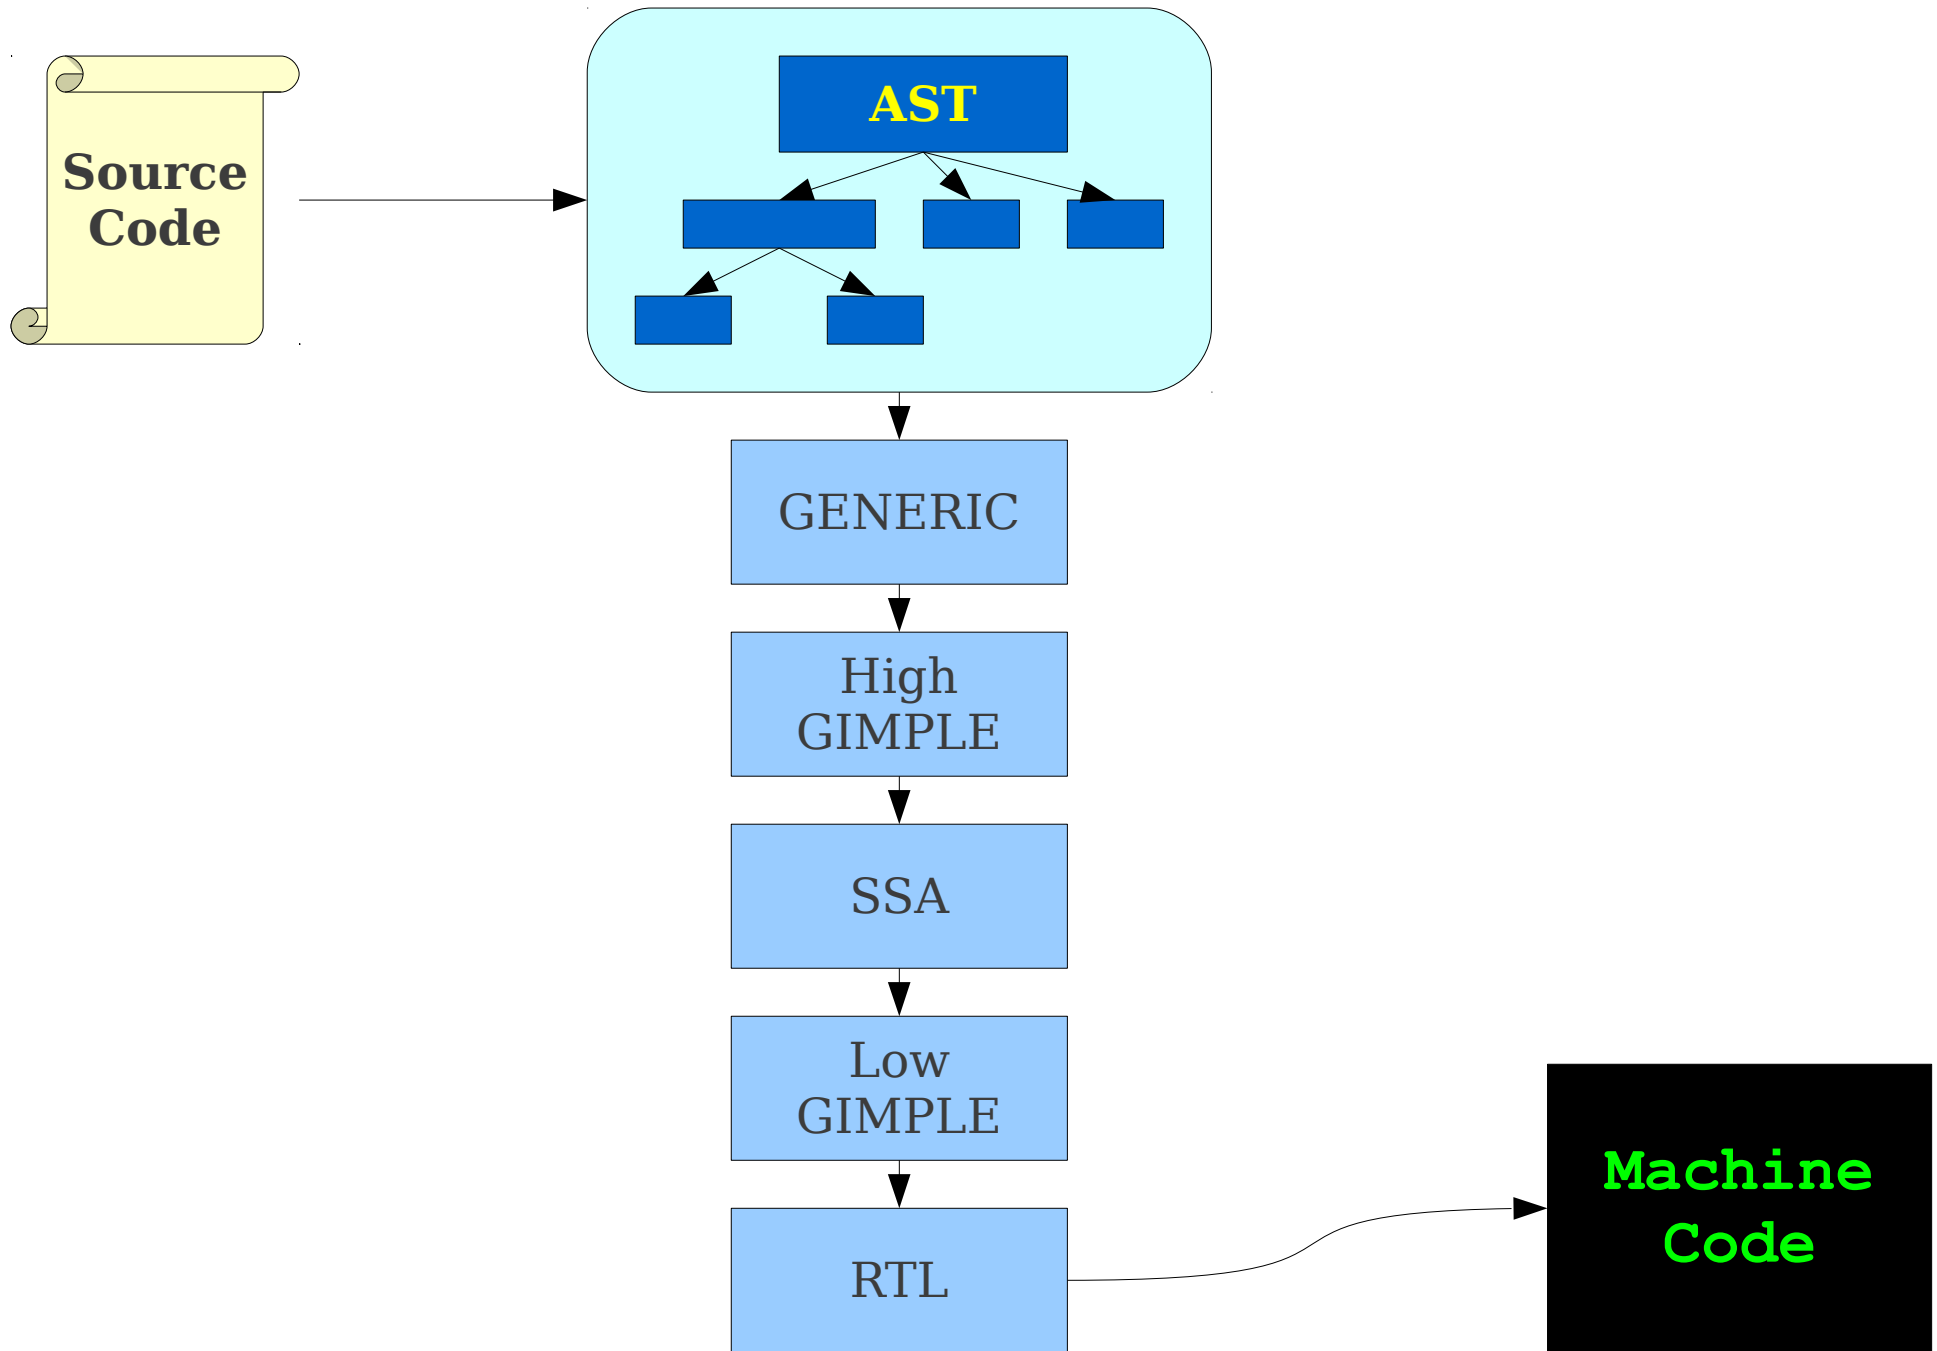 Source
Code
AST
GENERIC
High
GIMPLE
SSA
Low
GIMPLE
RTL
Machine
Code